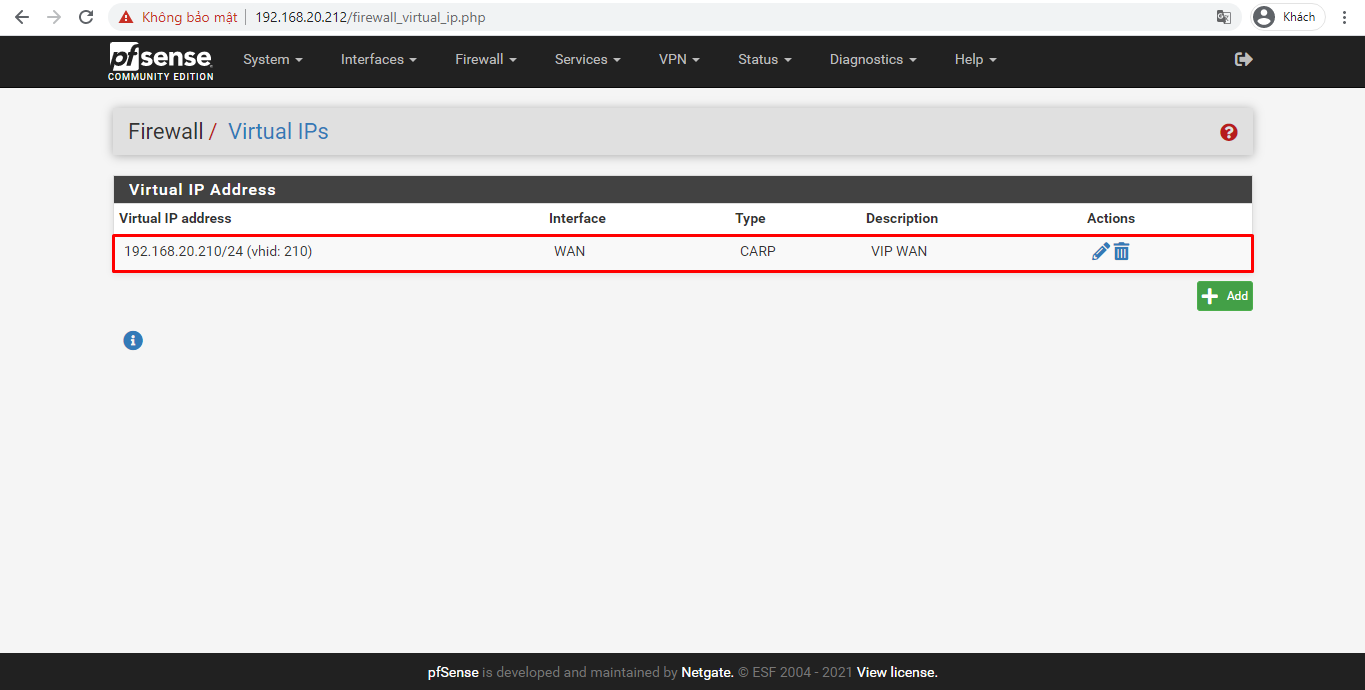 Không bảo mật 192.168.20.212/firewall_virtual_ip.php Khách
pfsense System Interfaces Firewall Services VPN Status Diagnostics Help
COMMUNITY EDITION
Firewall / Virtual IPs
Virtual IP Address
Virtual IP address Interface Type Description Actions
192.168.20.210/24 (vhid: 210) WAN CARP VIP WAN
Add
pfSense is developed and maintained by Netgate. © ESF 2004 - 2021 View license.